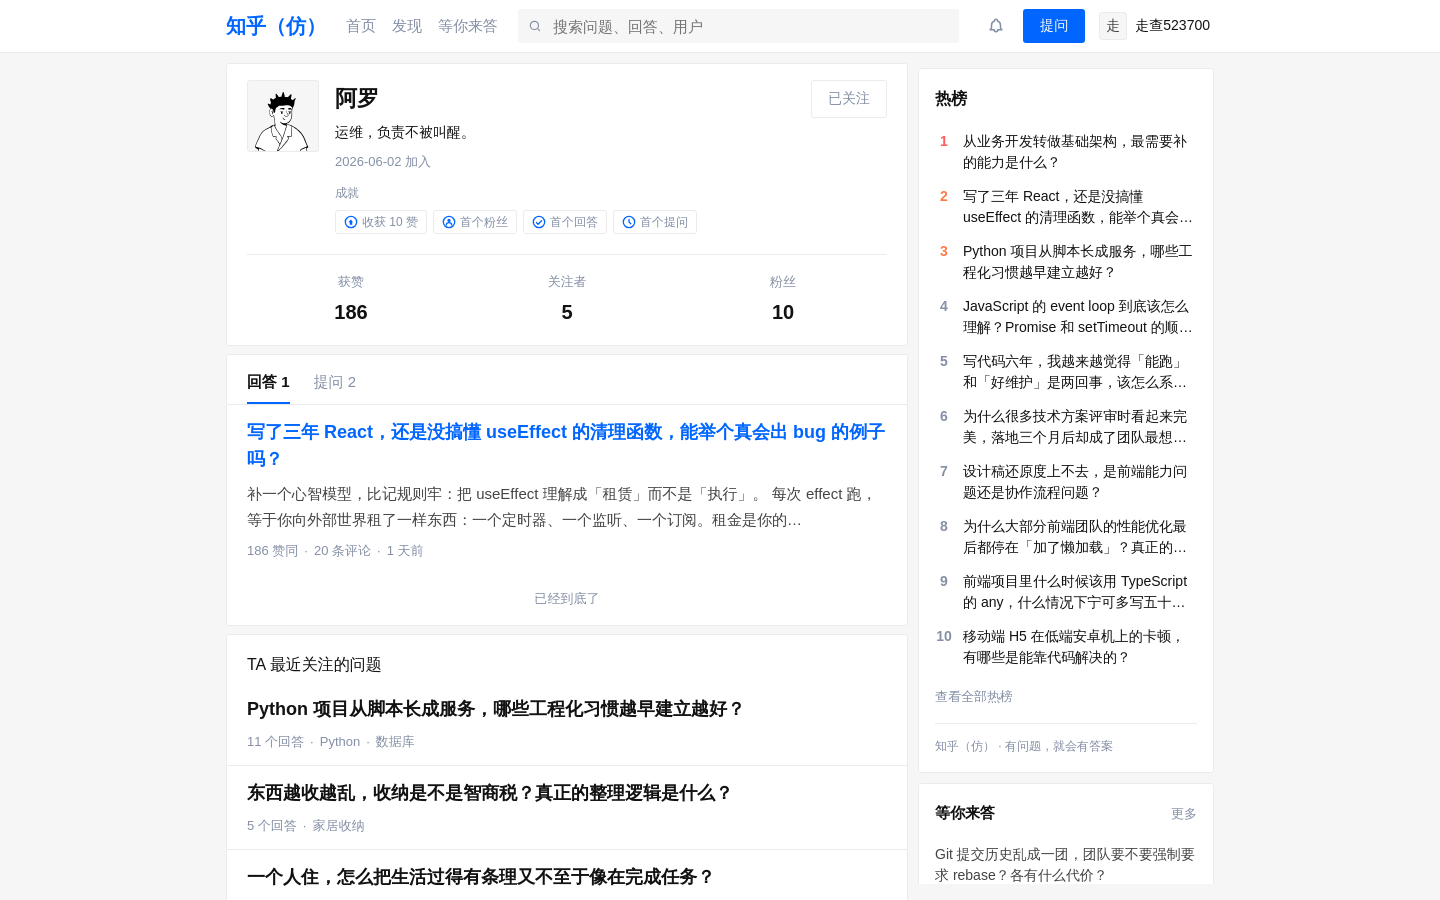 知乎（仿） 首页 发现 等你来答 搜索问题、回答、用户 提问 走 走查523700
阿罗
已关注
运维，负责不被叫醒。
2026-06-02 加入
成就
收获 10 赞 首个粉丝 首个回答 首个提问
获赞 关注者 粉丝
186 5 10
回答 1 提问 2
写了三年 React，还是没搞懂 useEffect 的清理函数，能举个真会出 bug 的例子
吗？
补一个心智模型，比记规则牢：把 useEffect 理解成「租赁」而不是「执行」。 每次 effect 跑，
等于你向外部世界租了一样东西：一个定时器、一个监听、一个订阅。租金是你的…
186 赞同 · 20 条评论 · 1 天前
已经到底了
TA 最近关注的问题
Python 项目从脚本长成服务，哪些工程化习惯越早建立越好？
11 个回答 · Python · 数据库
东西越收越乱，收纳是不是智商税？真正的整理逻辑是什么？
5 个回答 · 家居收纳
一个人住，怎么把生活过得有条理又不至于像在完成任务？
热榜
1 从业务开发转做基础架构，最需要补
的能力是什么？
2 写了三年 React，还是没搞懂
useEffect 的清理函数，能举个真会…
3 Python 项目从脚本长成服务，哪些工
程化习惯越早建立越好？
4 JavaScript 的 event loop 到底该怎么
理解？Promise 和 setTimeout 的顺…
5 写代码六年，我越来越觉得「能跑」
和「好维护」是两回事，该怎么系…
6 为什么很多技术方案评审时看起来完
美，落地三个月后却成了团队最想…
7 设计稿还原度上不去，是前端能力问
题还是协作流程问题？
8 为什么大部分前端团队的性能优化最
后都停在「加了懒加载」？真正的…
9 前端项目里什么时候该用 TypeScript
的 any，什么情况下宁可多写五十…
10 移动端 H5 在低端安卓机上的卡顿，
有哪些是能靠代码解决的？
查看全部热榜
知乎（仿） · 有问题，就会有答案
等你来答 更多
Git 提交历史乱成一团，团队要不要强制要
求 rebase？各有什么代价？